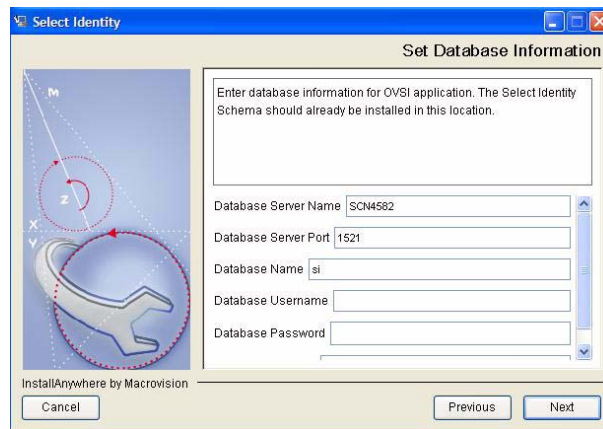 Select Identity
Set Database Information
M
Z
X
Y
Enter database information for OVSI application. The Select Identity
Schema should already be installed in this location.
Database Server Name SCN4582
Database Server Port 1521
Database Name si
Database Username
Database Password
InstallAnywhere by Macrovision
Cancel
Previous
Next